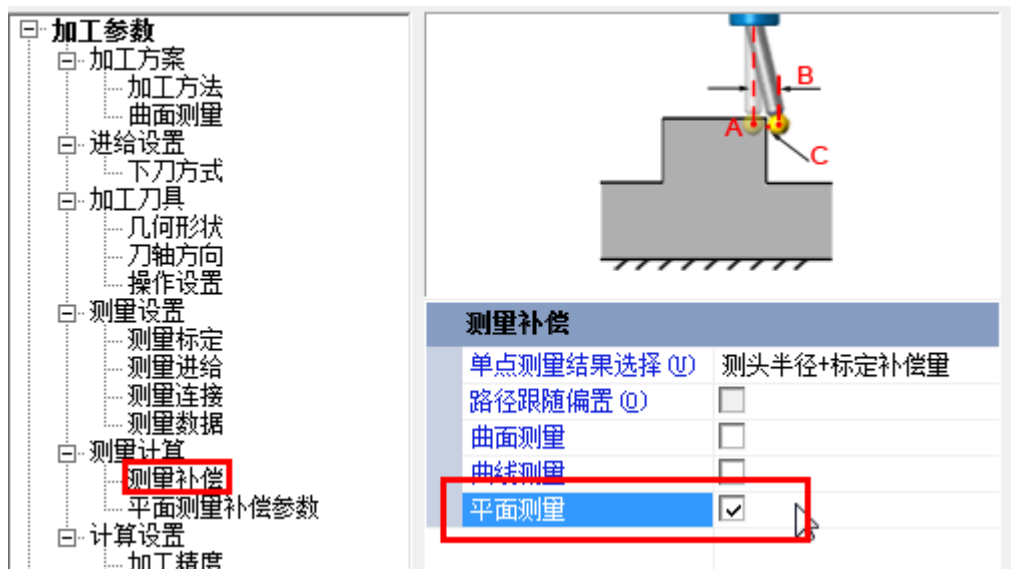 加工参数
加工方案
加工方法
曲面测量
进给设置
下刀方式
加工刀具
几何形状
刀轴方向
操作设置
测量设置
测量标定
测量进给
测量连接
测量数据
测量计算
测量补偿
平面测量补偿参数
计算设置
加工精度
B
A
C
测量补偿
单点测量结果选择(U) 测头半径+标定补偿量
路径跟随偏置(O)
曲面测量
曲线测量
平面测量